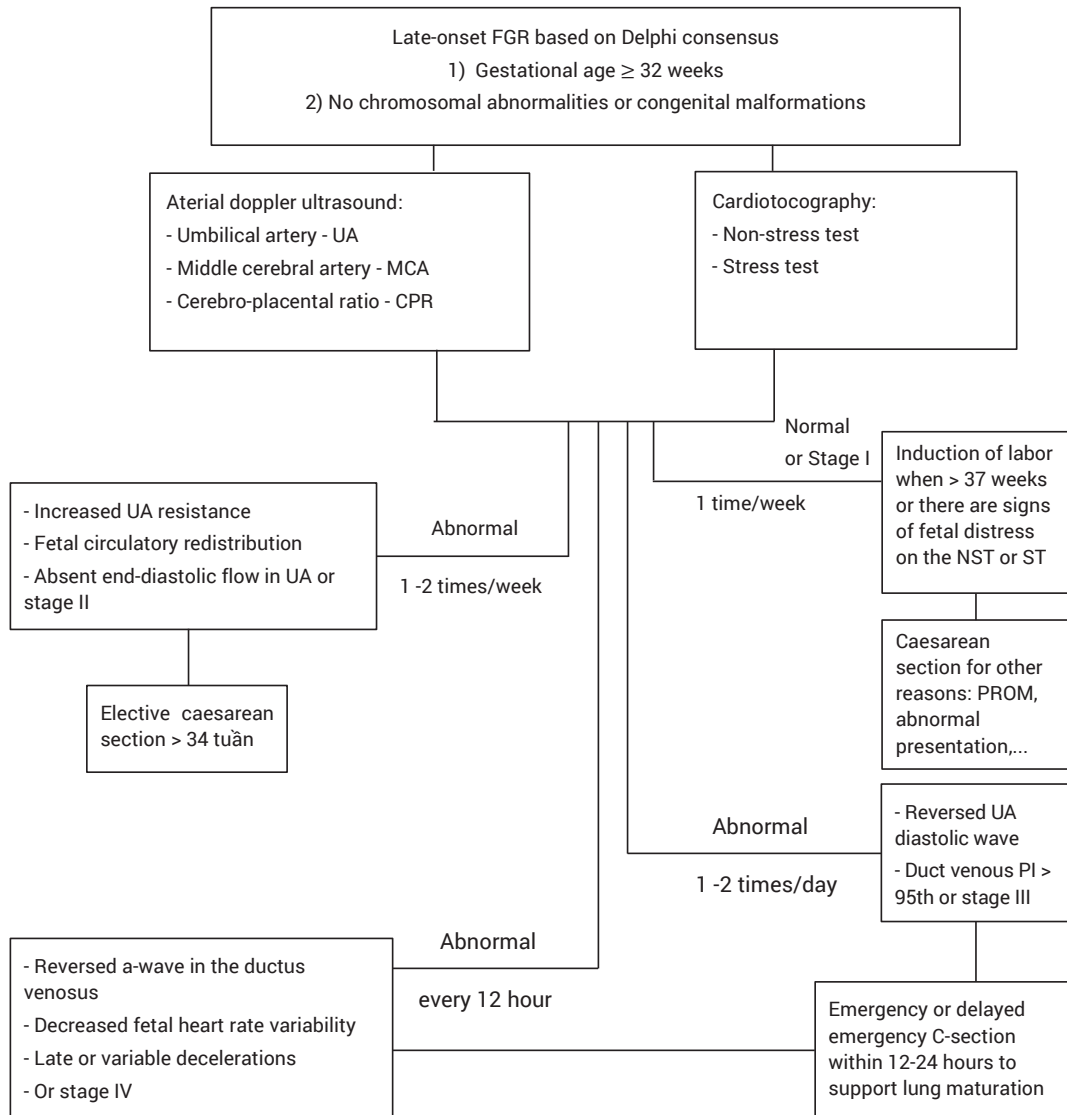 Late-onset FGR based on Delphi consensus
1) Gestational age ≥ 32 weeks
2) No chromosomal abnormalities or congenital malformations
Aterial doppler ultrasound:
- Umbilical artery - UA
- Middle cerebral artery - MCA
- Cerebro-placental ratio - CPR
Cardiotocography:
- Non-stress test
- Stress test
Normal
or Stage I
1 time/week
Induction of labor
when > 37 weeks
or there are signs
of fetal distress
on the NST or ST
- Increased UA resistance
- Fetal circulatory redistribution
- Absent end-diastolic flow in UA or
stage II
Abnormal
1 -2 times/week
Caesarean
section for other
reasons: PROM,
abnormal
presentation,...
Elective caesarean
section > 34 tuần
Abnormal
1 -2 times/day
- Reversed UA
diastolic wave
- Duct venous PI >
95th or stage III
Abnormal
every 12 hour
- Reversed a-wave in the ductus
venosus
- Decreased fetal heart rate variability
- Late or variable decelerations
- Or stage IV
Emergency or delayed
emergency C-section
within 12-24 hours to
support lung maturation